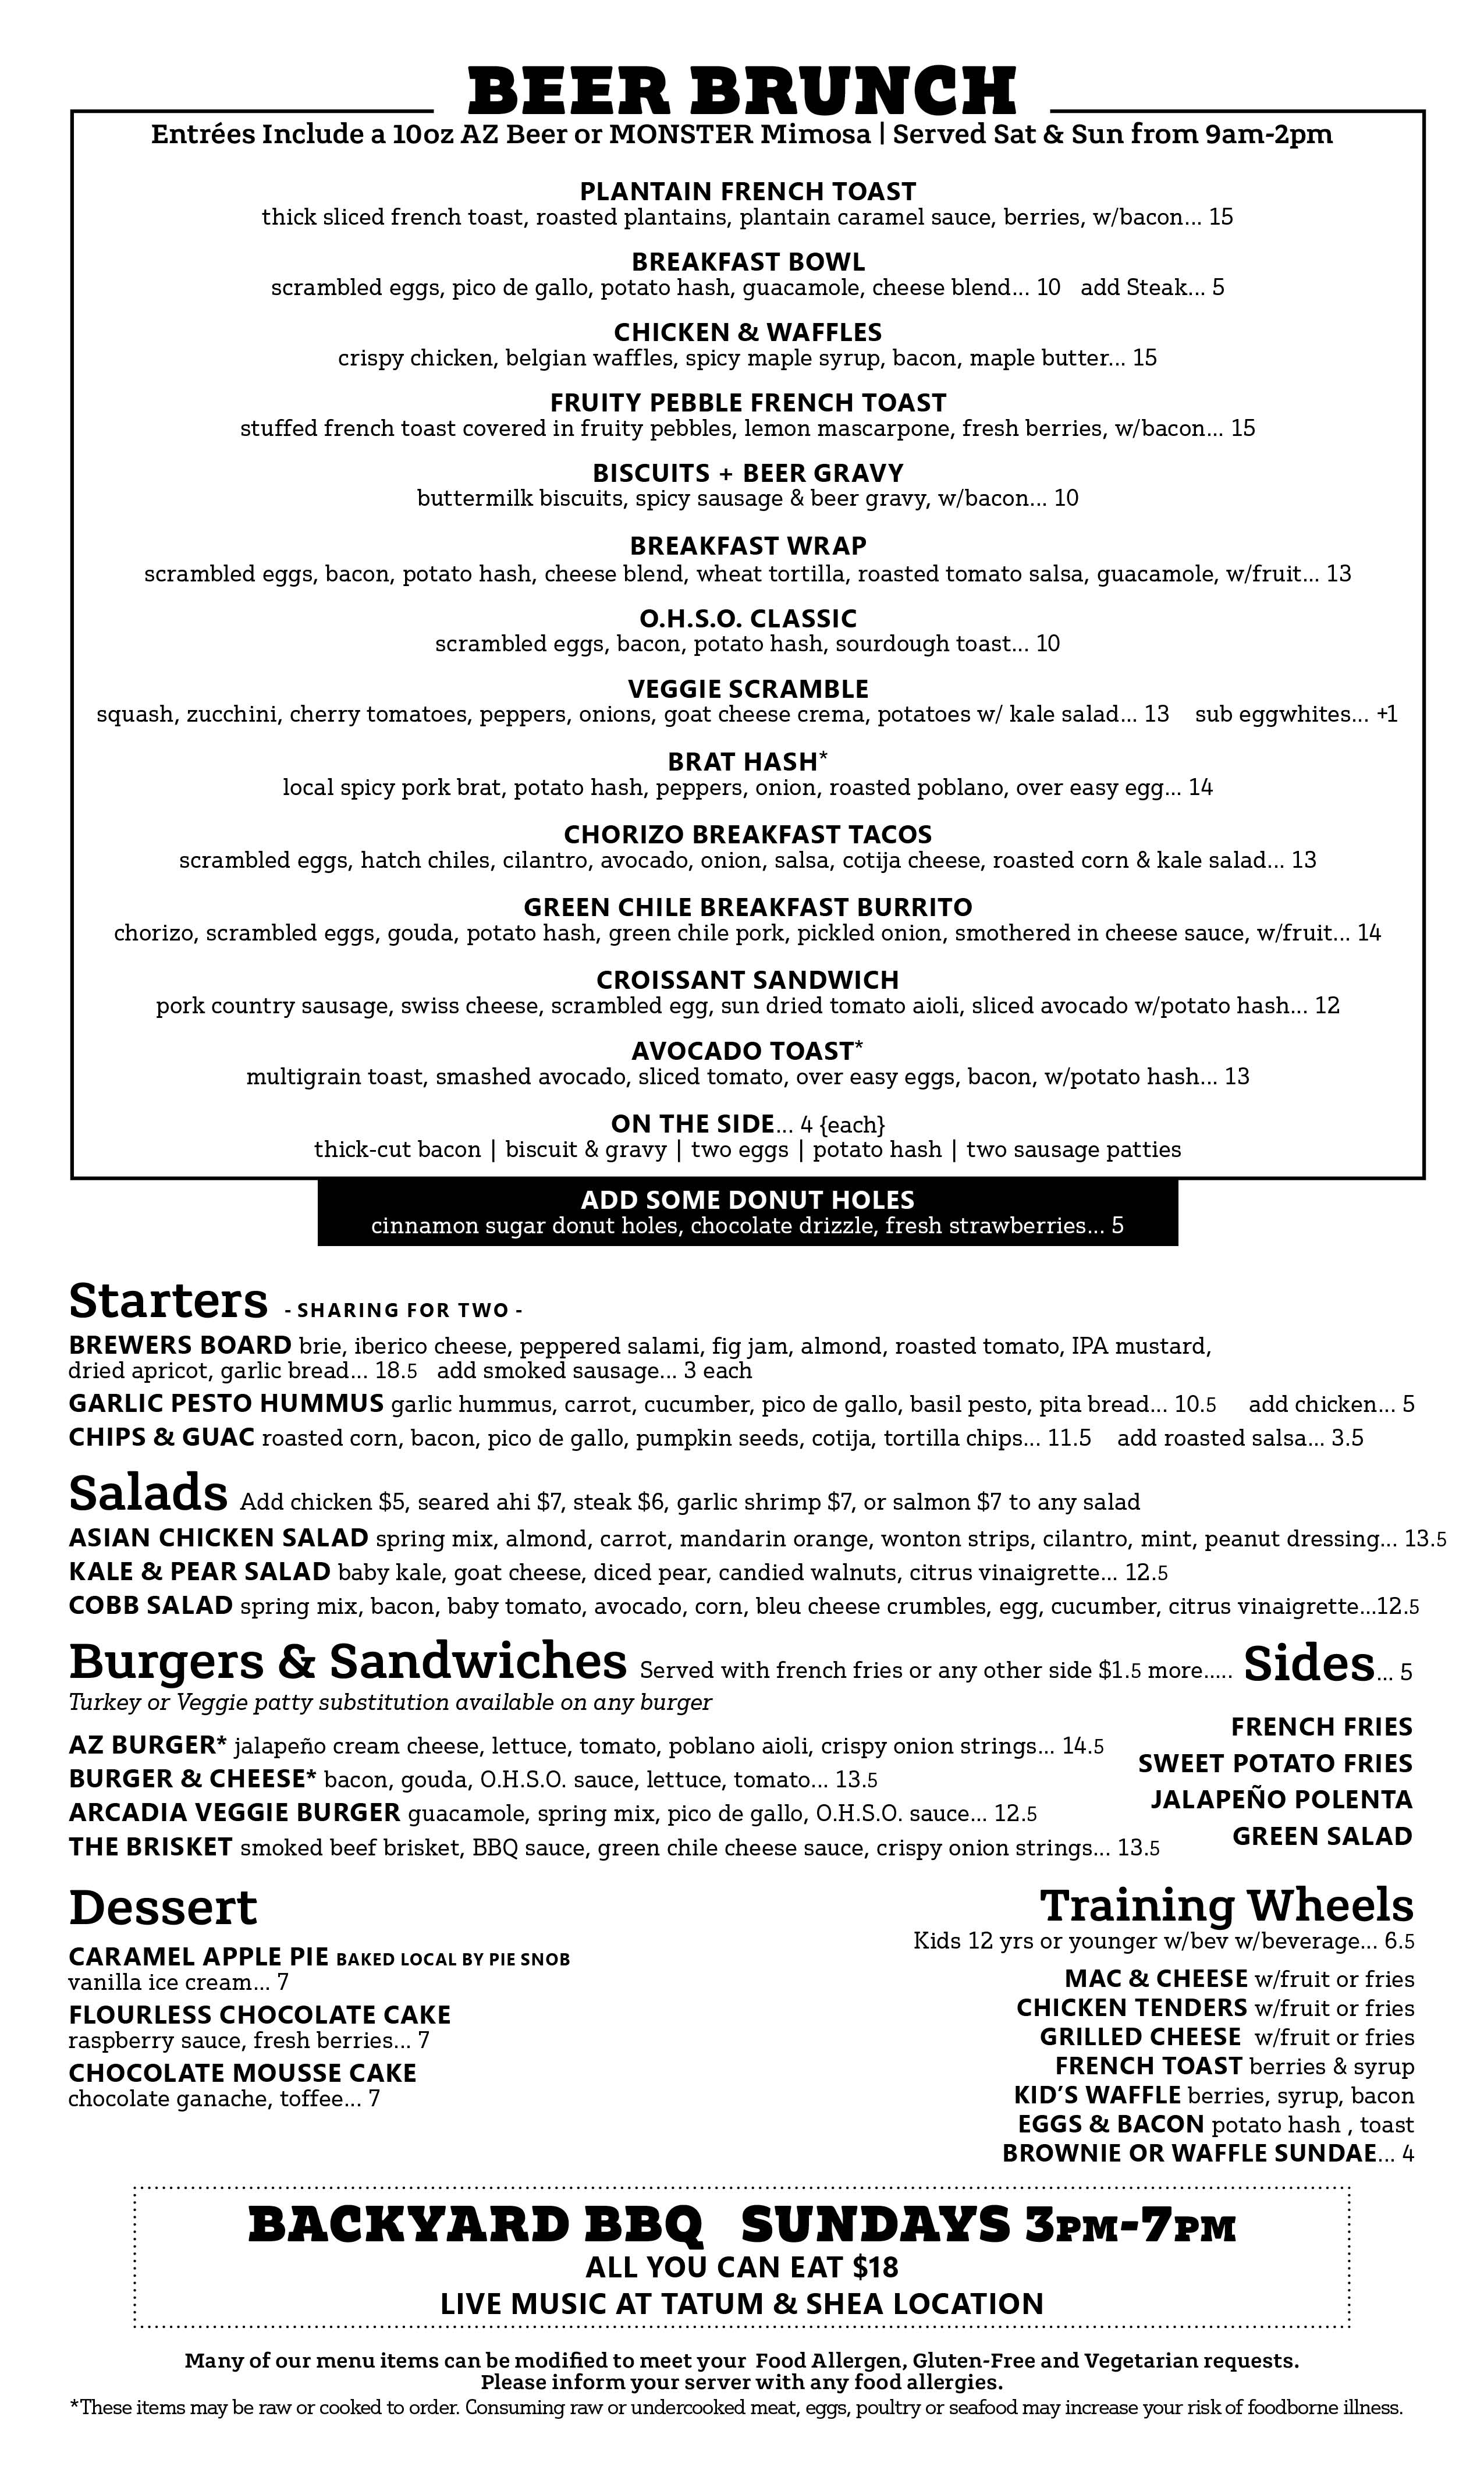 BEER BRUNCH
Entrées Include a 10oz AZ Beer or MONSTER Mimosa | Served Sat & Sun from 9am-2pm
PLANTAIN FRENCH TOAST
thick sliced french toast, roasted plantains, plantain caramel sauce, berries, w/bacon... 15
BREAKFAST BOWL
scrambled eggs, pico de gallo, potato hash, guacamole, cheese blend... 10 add Steak... 5
CHICKEN & WAFFLES
crispy chicken, belgian waffles, spicy maple syrup, bacon, maple butter... 15
FRUITY PEBBLE FRENCH TOAST
stuffed french toast covered in fruity pebbles, lemon mascarpone, fresh berries, w/bacon... 15
BISCUITS + BEER GRAVY
buttermilk biscuits, spicy sausage & beer gravy, w/bacon... 10
BREAKFAST WRAP
scrambled eggs, bacon, potato hash, cheese blend, wheat tortilla, roasted tomato salsa, guacamole, w/fruit... 13
O.H.S.O. CLASSIC
scrambled eggs, bacon, potato hash, sourdough toast... 10
VEGGIE SCRAMBLE
squash, zucchini, cherry tomatoes, peppers, onions, goat cheese crema, potatoes w/ kale salad... 13 sub eggwhites... +1
BRAT HASH*
local spicy pork brat, potato hash, peppers, onion, roasted poblano, over easy egg... 14
CHORIZO BREAKFAST TACOS
scrambled eggs, hatch chiles, cilantro, avocado, onion, salsa, cotija cheese, roasted corn & kale salad... 13
GREEN CHILE BREAKFAST BURRITO
chorizo, scrambled eggs, gouda, potato hash, green chile pork, pickled onion, smothered in cheese sauce, w/fruit... 14
CROISSANT SANDWICH
pork country sausage, swiss cheese, scrambled egg, sun dried tomato aioli, sliced avocado w/potato hash... 12
AVOCADO TOAST*
multigrain toast, smashed avocado, sliced tomato, over easy eggs, bacon, w/potato hash... 13
ON THE SIDE... 4 {each}
thick-cut bacon | biscuit & gravy | two eggs | potato hash | two sausage patties
ADD SOME DONUT HOLES
cinnamon sugar donut holes, chocolate drizzle, fresh strawberries... 5
Starters - SHARING FOR TWO -
BREWERS BOARD brie, iberico cheese, peppered salami, fig jam, almond, roasted tomato, IPA mustard,
dried apricot, garlic bread... 18.5 add smoked sausage... 3 each
GARLIC PESTO HUMMUS garlic hummus, carrot, cucumber, pico de gallo, basil pesto, pita bread... 10.5 add chicken... 5
CHIPS & GUAC roasted corn, bacon, pico de gallo, pumpkin seeds, cotija, tortilla chips... 11.5 add roasted salsa... 3.5
Salads Add chicken $5, seared ahi $7, steak $6, garlic shrimp $7, or salmon $7 to any salad
ASIAN CHICKEN SALAD spring mix, almond, carrot, mandarin orange, wonton strips, cilantro, mint, peanut dressing... 13.5
KALE & PEAR SALAD baby kale, goat cheese, diced pear, candied walnuts, citrus vinaigrette... 12.5
COBB SALAD spring mix, bacon, baby tomato, avocado, corn, bleu cheese crumbles, egg, cucumber, citrus vinaigrette...12.5
Burgers & Sandwiches Served with french fries or any other side $1.5 more.....
Turkey or Veggie patty substitution available on any burger
AZ BURGER* jalapeño cream cheese, lettuce, tomato, poblano aioli, crispy onion strings... 14.5
BURGER & CHEESE* bacon, gouda, O.H.S.O. sauce, lettuce, tomato... 13.5
ARCADIA VEGGIE BURGER guacamole, spring mix, pico de gallo, O.H.S.O. sauce... 12.5
THE BRISKET smoked beef brisket, BBQ sauce, green chile cheese sauce, crispy onion strings... 13.5
Sides... 5
FRENCH FRIES
SWEET POTATO FRIES
JALAPEÑO POLENTA
GREEN SALAD
Dessert
CARAMEL APPLE PIE BAKED LOCAL BY PIE SNOB
vanilla ice cream... 7
FLOURLESS CHOCOLATE CAKE
raspberry sauce, fresh berries... 7
CHOCOLATE MOUSSE CAKE
chocolate ganache, toffee... 7
Training Wheels
Kids 12 yrs or younger w/bev w/beverage... 6.5
MAC & CHEESE w/fruit or fries
CHICKEN TENDERS w/fruit or fries
GRILLED CHEESE w/fruit or fries
FRENCH TOAST berries & syrup
KID'S WAFFLE berries, syrup, bacon
EGGS & BACON potato hash , toast
BROWNIE OR WAFFLE SUNDAE... 4
BACKYARD BBQ SUNDAYS 3PM-7PM
ALL YOU CAN EAT $18
LIVE MUSIC AT TATUM & SHEA LOCATION
Many of our menu items can be modified to meet your Food Allergen, Gluten-Free and Vegetarian requests.
Please inform your server with any food allergies.
*These items may be raw or cooked to order. Consuming raw or undercooked meat, eggs, poultry or seafood may increase your risk of foodborne illness.